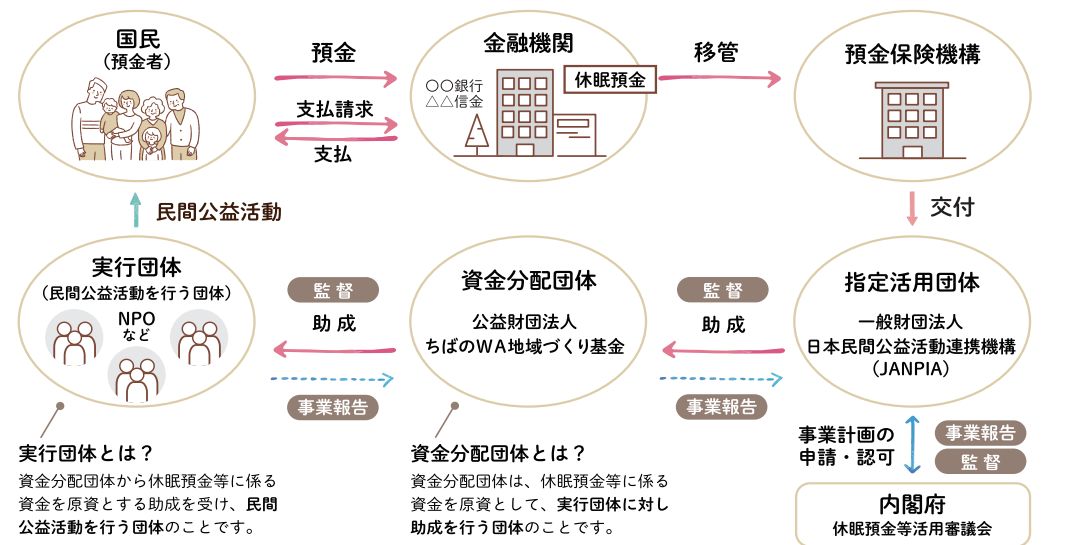 国民
(預金者)
預金
支払請求
支払
金融機関
○○銀行
△△信金
休眠預金
移管
預金保険機構
民間公益活動
交付
実行団体
(民間公益活動を行う団体)
NPO
など
監督
助成
事業報告
資金分配団体
公益財団法人
ちばのWA地域づくり基金
監督
助成
事業報告
指定活用団体
一般財団法人
日本民間公益活動連携機構
(JANPIA)
実行団体とは？
資金分配団体から休眠預金等に係る
資金を原資とする助成を受け、民間
公益活動を行う団体のことです。
資金分配団体とは？
資金分配団体は、休眠預金等に係る
資金を原資として、実行団体に対し
助成を行う団体のことです。
事業計画の
申請・認可
事業報告
監督
内閣府
休眠預金等活用審議会